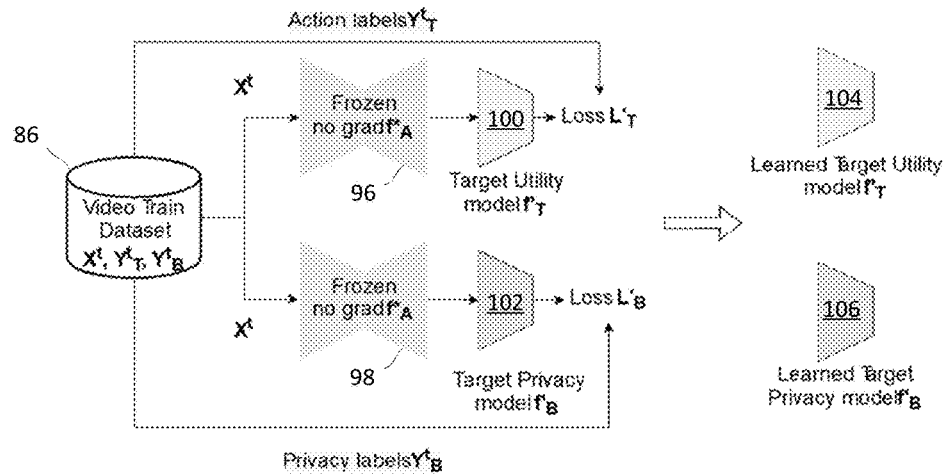 Action labels Y^t_T
X^t
86
Frozen
no grad f*_A
100
Loss L'_T
104
96
Target Utility
model f'_T
Learned Target Utility
model f'_T
Video Train
Dataset
X^t, Y^t_T, Y^t_B
Frozen
no grad f*_A
102
Loss L'_B
106
X^t
98
Target Privacy
model f'_B
Learned Target
Privacy model f'_B
Privacy labels Y^t_B